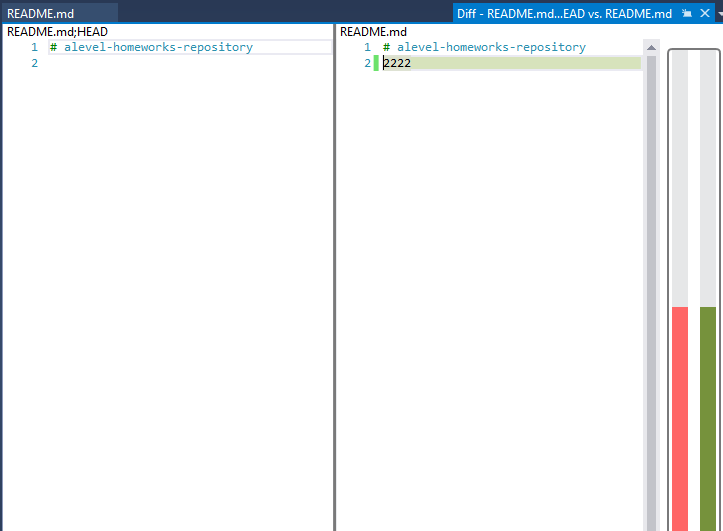 README.md
Diff - README.md...EAD vs. README.md
README.md;HEAD
1 # alevel-homeworks-repository
2
README.md
1 # alevel-homeworks-repository
2 2222